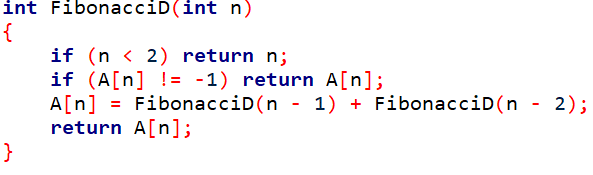 int FibonacciD(int n)
{
if (n < 2) return n;
if (A[n] != -1) return A[n];
A[n] = FibonacciD(n - 1) + FibonacciD(n - 2);
return A[n];
}